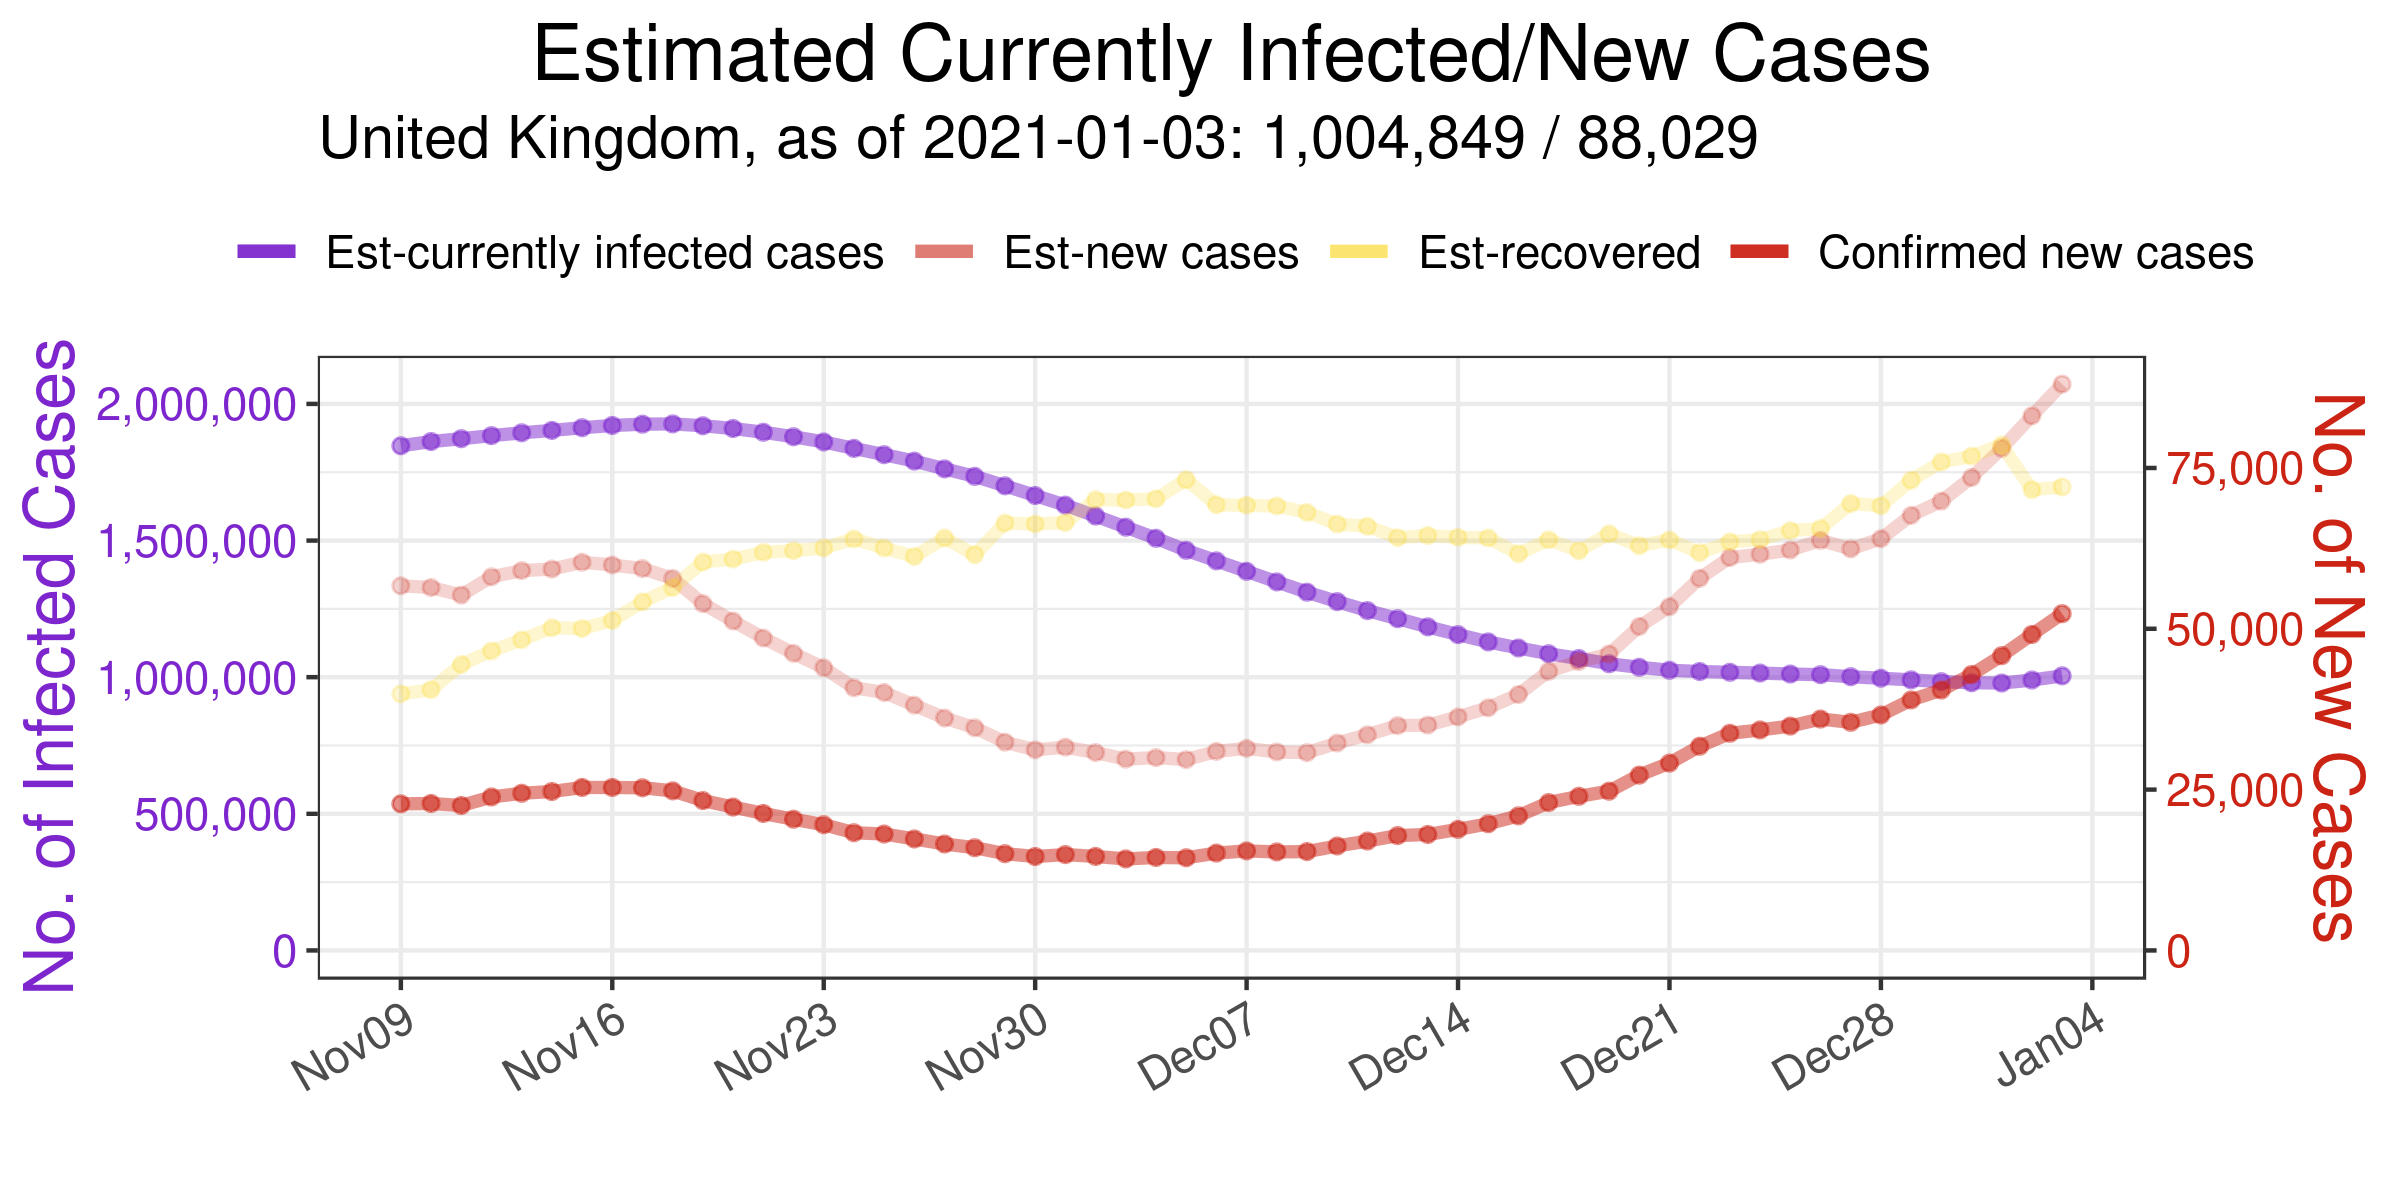 Estimated Currently Infected/New Cases
United Kingdom, as of 2021-01-03: 1,004,849 / 88,029
Est-currently infected cases Est-new cases Est-recovered Confirmed new cases
No. of Infected Cases
2,000,000
1,500,000
1,000,000
500,000
0
75,000
50,000
25,000
0
No. of New Cases
Nov09 Nov16 Nov23 Nov30 Dec07 Dec14 Dec21 Dec28 Jan04